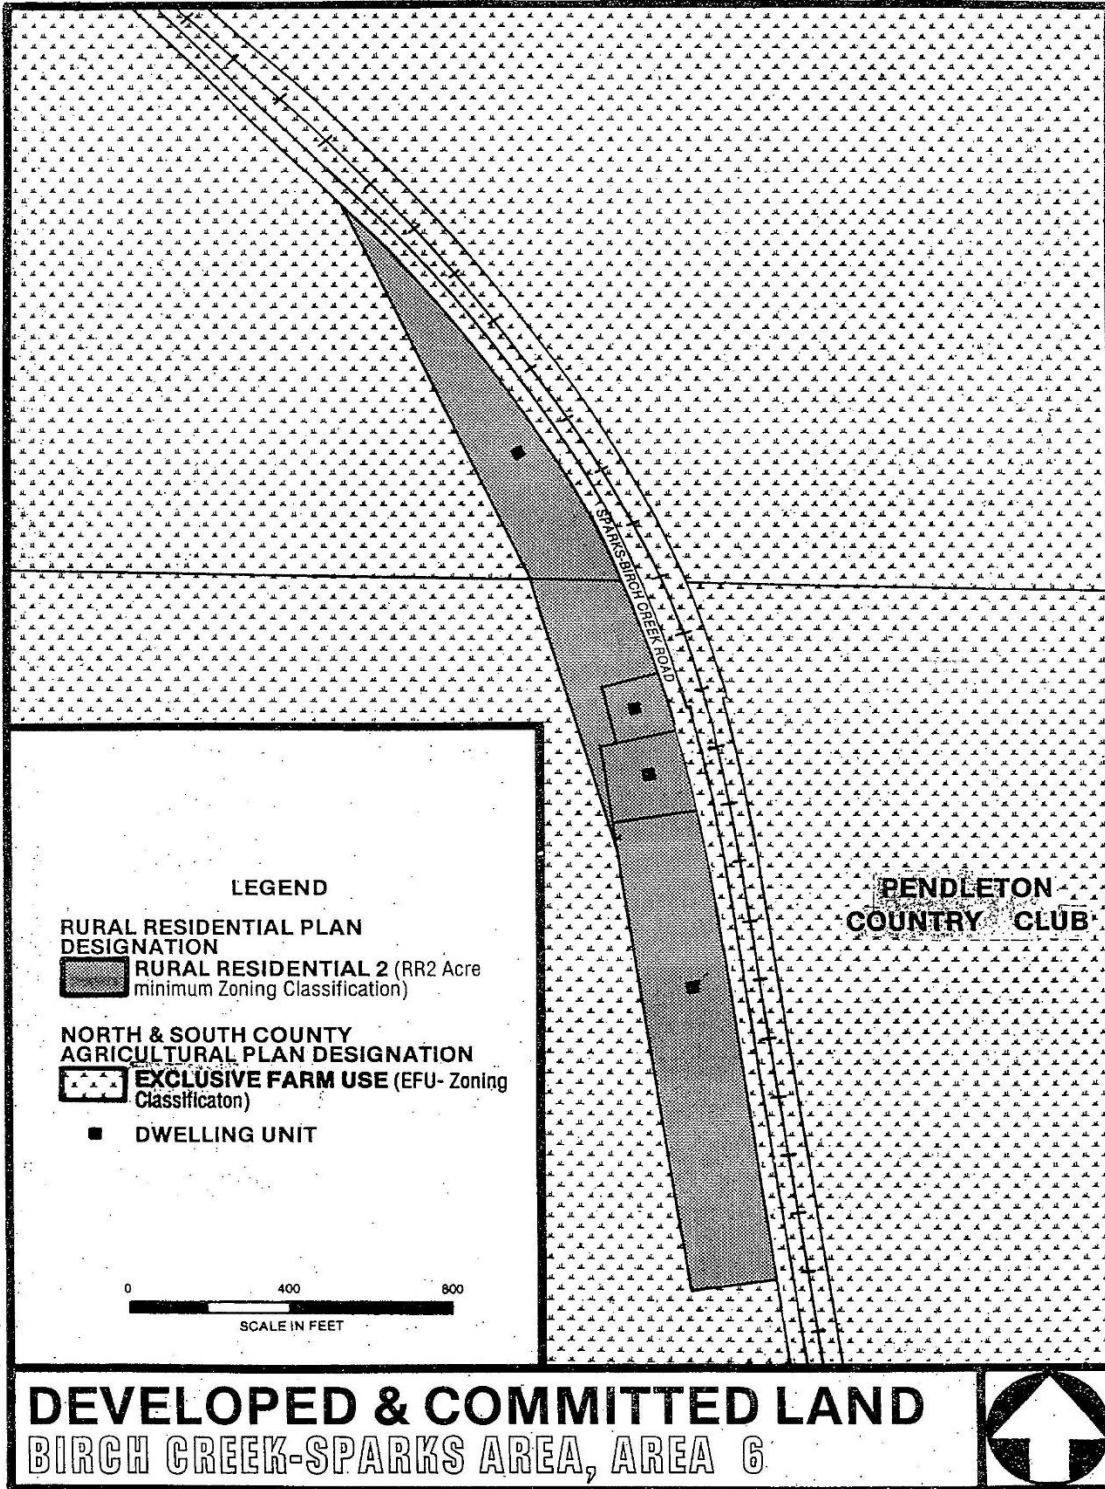 SPARKS-BIRCH CREEK ROAD
PENDLETON
COUNTRY CLUB
LEGEND
RURAL RESIDENTIAL PLAN
DESIGNATION
RURAL RESIDENTIAL 2 (RR2 Acre
minimum Zoning Classification)
NORTH & SOUTH COUNTY
AGRICULTURAL PLAN DESIGNATION
EXCLUSIVE FARM USE (EFU- Zoning
Classificaton)
DWELLING UNIT
0 400 800
SCALE IN FEET
DEVELOPED & COMMITTED LAND
BIRCH CREEK-SPARKS AREA, AREA 6